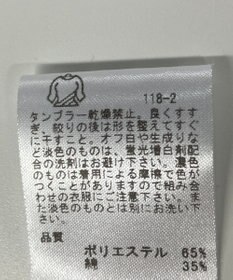 118-2
タンブラー乾燥禁止。良くすす
ぎ、絞りの後は形を整えてすぐ
に干すこと。オフ白や生成りな
ど淡色のものは、蛍光増白剤配
合の洗剤はお避け下さい。濃色
のものは着用による摩擦で色が
つくことがありますので組み合
わせの衣服にご注意下さい。ま
た淡色のものとは別にお洗い下
さい。
品質
ポリエステル 65%
綿 35%